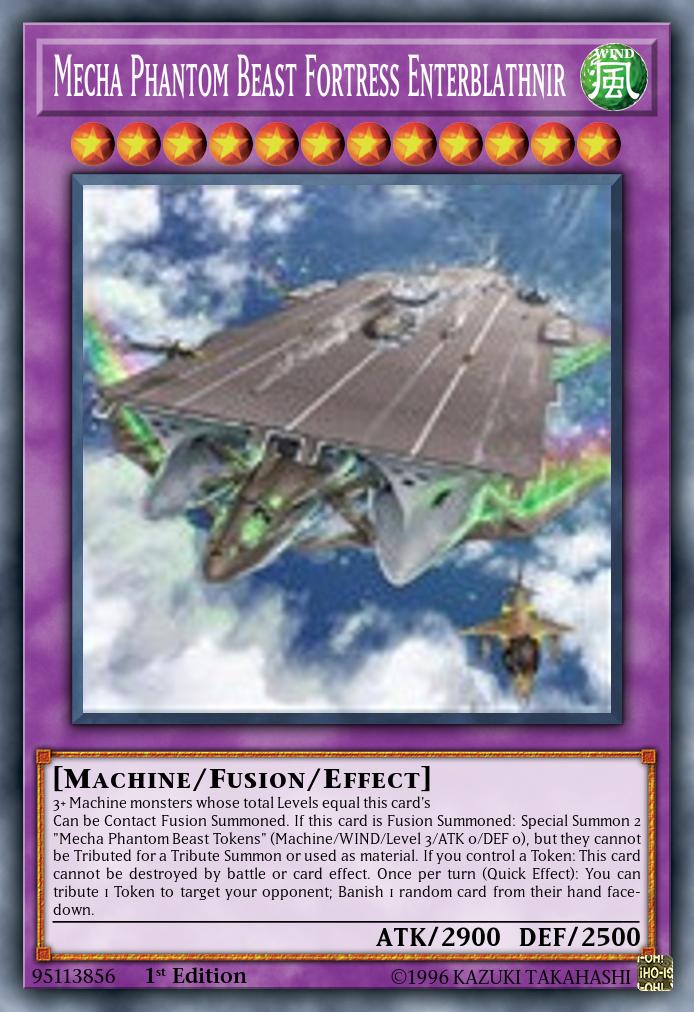 MECHA PHANTOM BEAST FORTRESS ENTERBLATHNIR
WIND
風
[MACHINE/FUSION/EFFECT]
3+ Machine monsters whose total Levels equal this card's
Can be Contact Fusion Summoned. If this card is Fusion Summoned: Special Summon 2
"Mecha Phantom Beast Tokens" (Machine/WIND/Level 3/ATK 0/DEF 0), but they cannot
be Tributed for a Tribute Summon or used as material. If you control a Token: This card
cannot be destroyed by battle or card effect. Once per turn (Quick Effect): You can
tribute 1 Token to target your opponent; Banish 1 random card from their hand face-
down.
ATK/2900 DEF/2500
95113856 1st Edition ©1996 KAZUKI TAKAHASHI